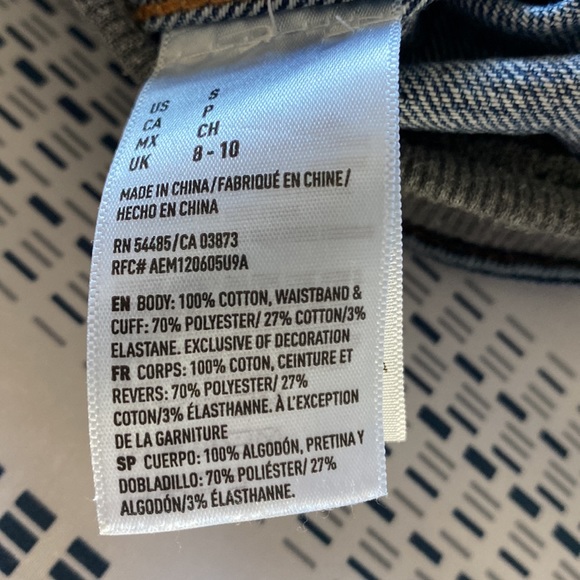 US S
CA P
MX CH
UK 8 - 10
MADE IN CHINA/FABRIQUÉ EN CHINE/
HECHO EN CHINA
RN 54485/CA 03873
RFC# AEM120605U9A
EN BODY: 100% COTTON, WAISTBAND &
CUFF: 70% POLYESTER/ 27% COTTON/3%
ELASTANE. EXCLUSIVE OF DECORATION
FR CORPS: 100% COTON, CEINTURE ET
REVERS: 70% POLYESTER/ 27%
COTON/3% ÉLASTHANNE. À L'EXCEPTION
DE LA GARNITURE
SP CUERPO: 100% ALGODÓN, PRETINA Y
DOBLADILLO: 70% POLIÉSTER/ 27%
ALGODÓN/3% ÉLASTHANNE.